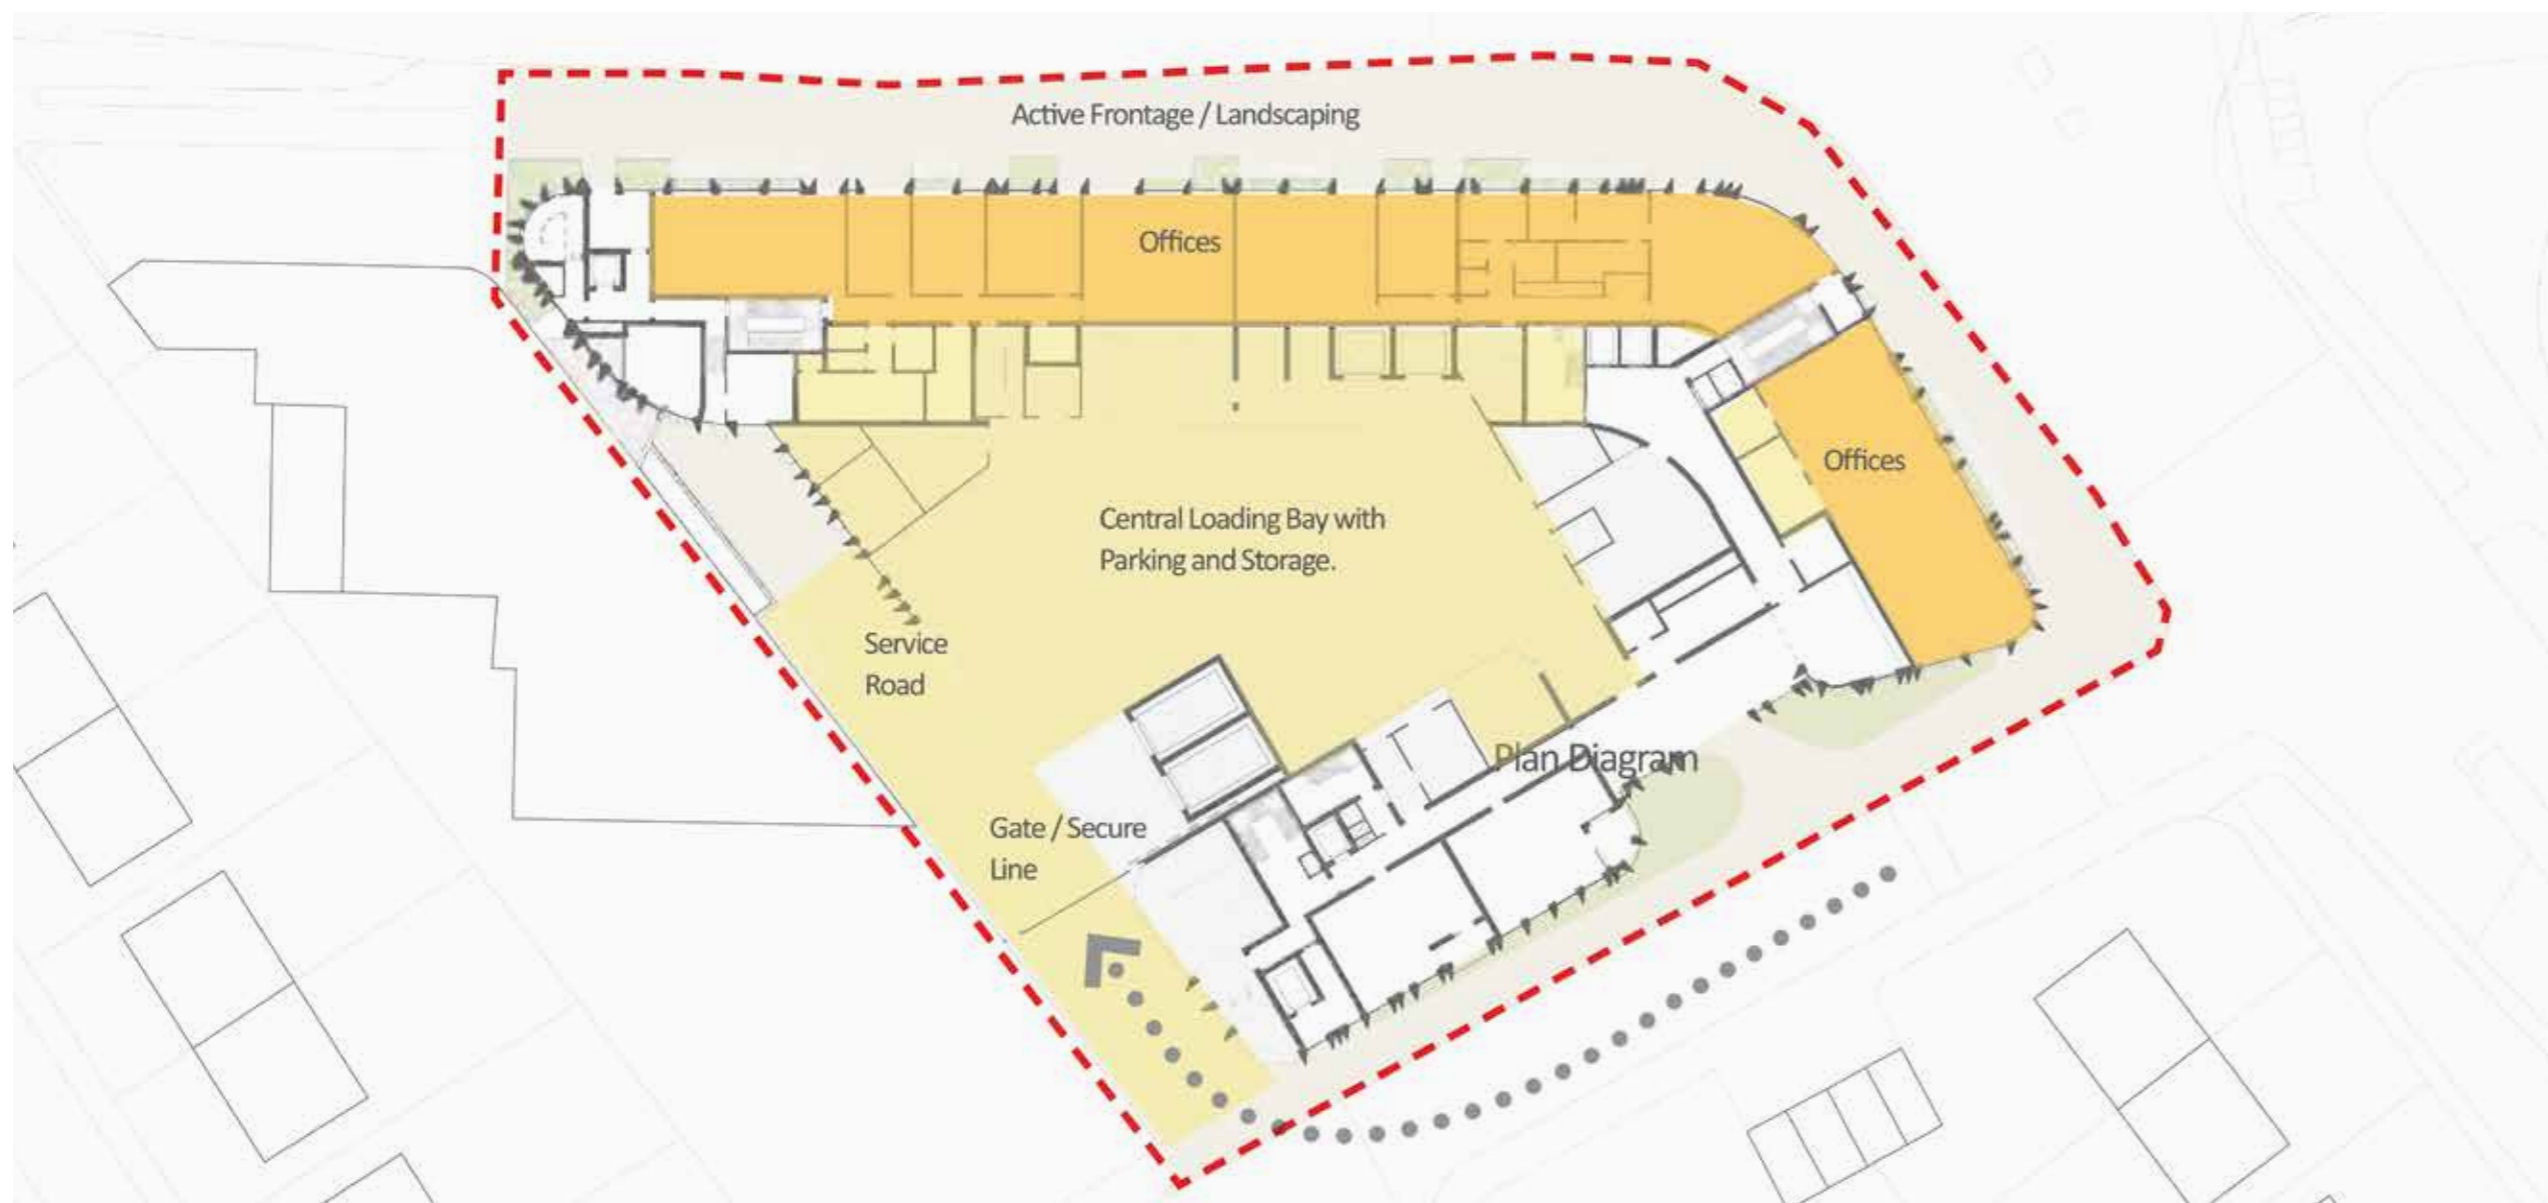 Active Frontage / Landscaping
Offices
Offices
Central Loading Bay with
Parking and Storage.
Service
Road
Plan Diagram
Gate / Secure
Line